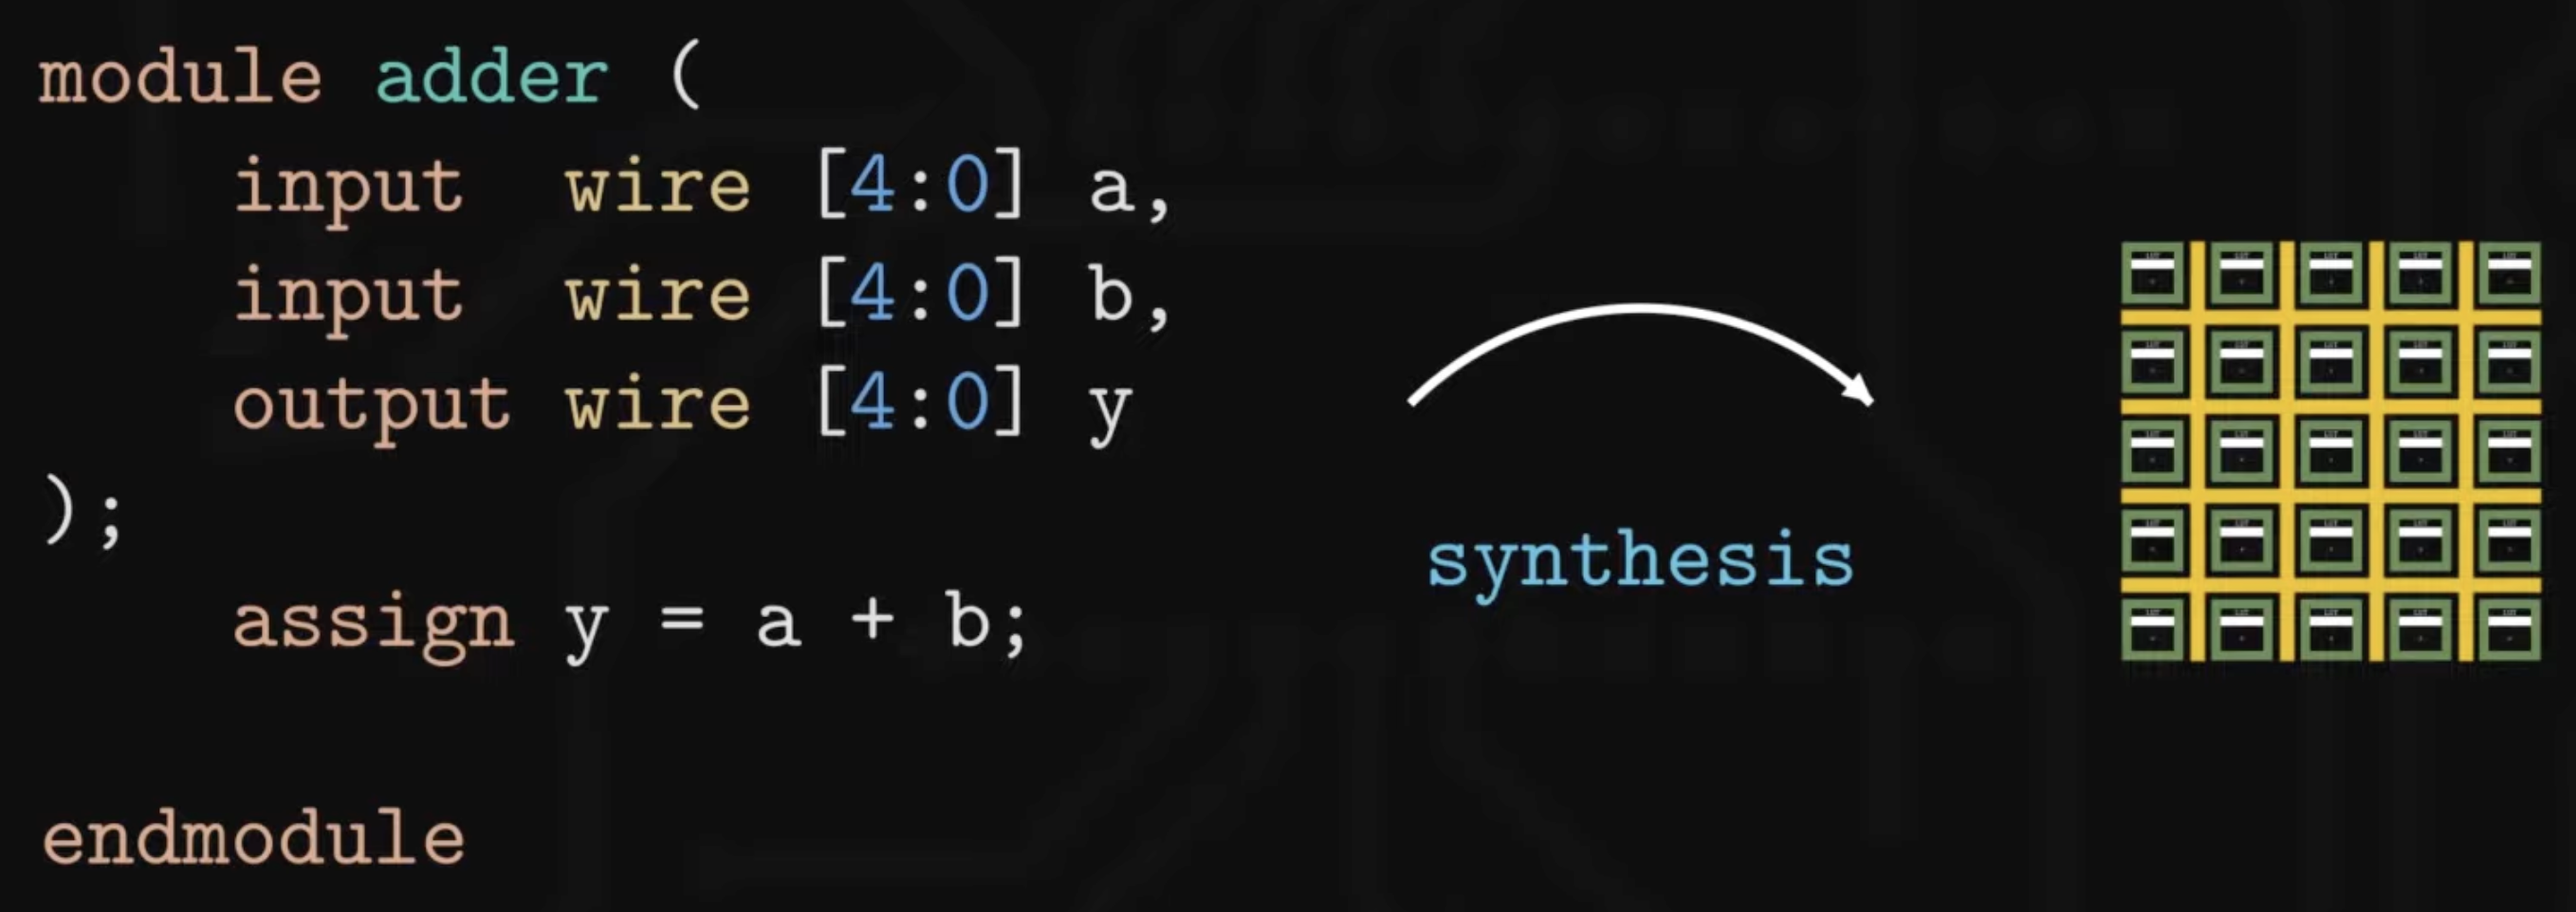 module adder (
    input  wire [4:0] a,
    input  wire [4:0] b,
    output wire [4:0] y
);
    assign y = a + b;
endmodule
synthesis